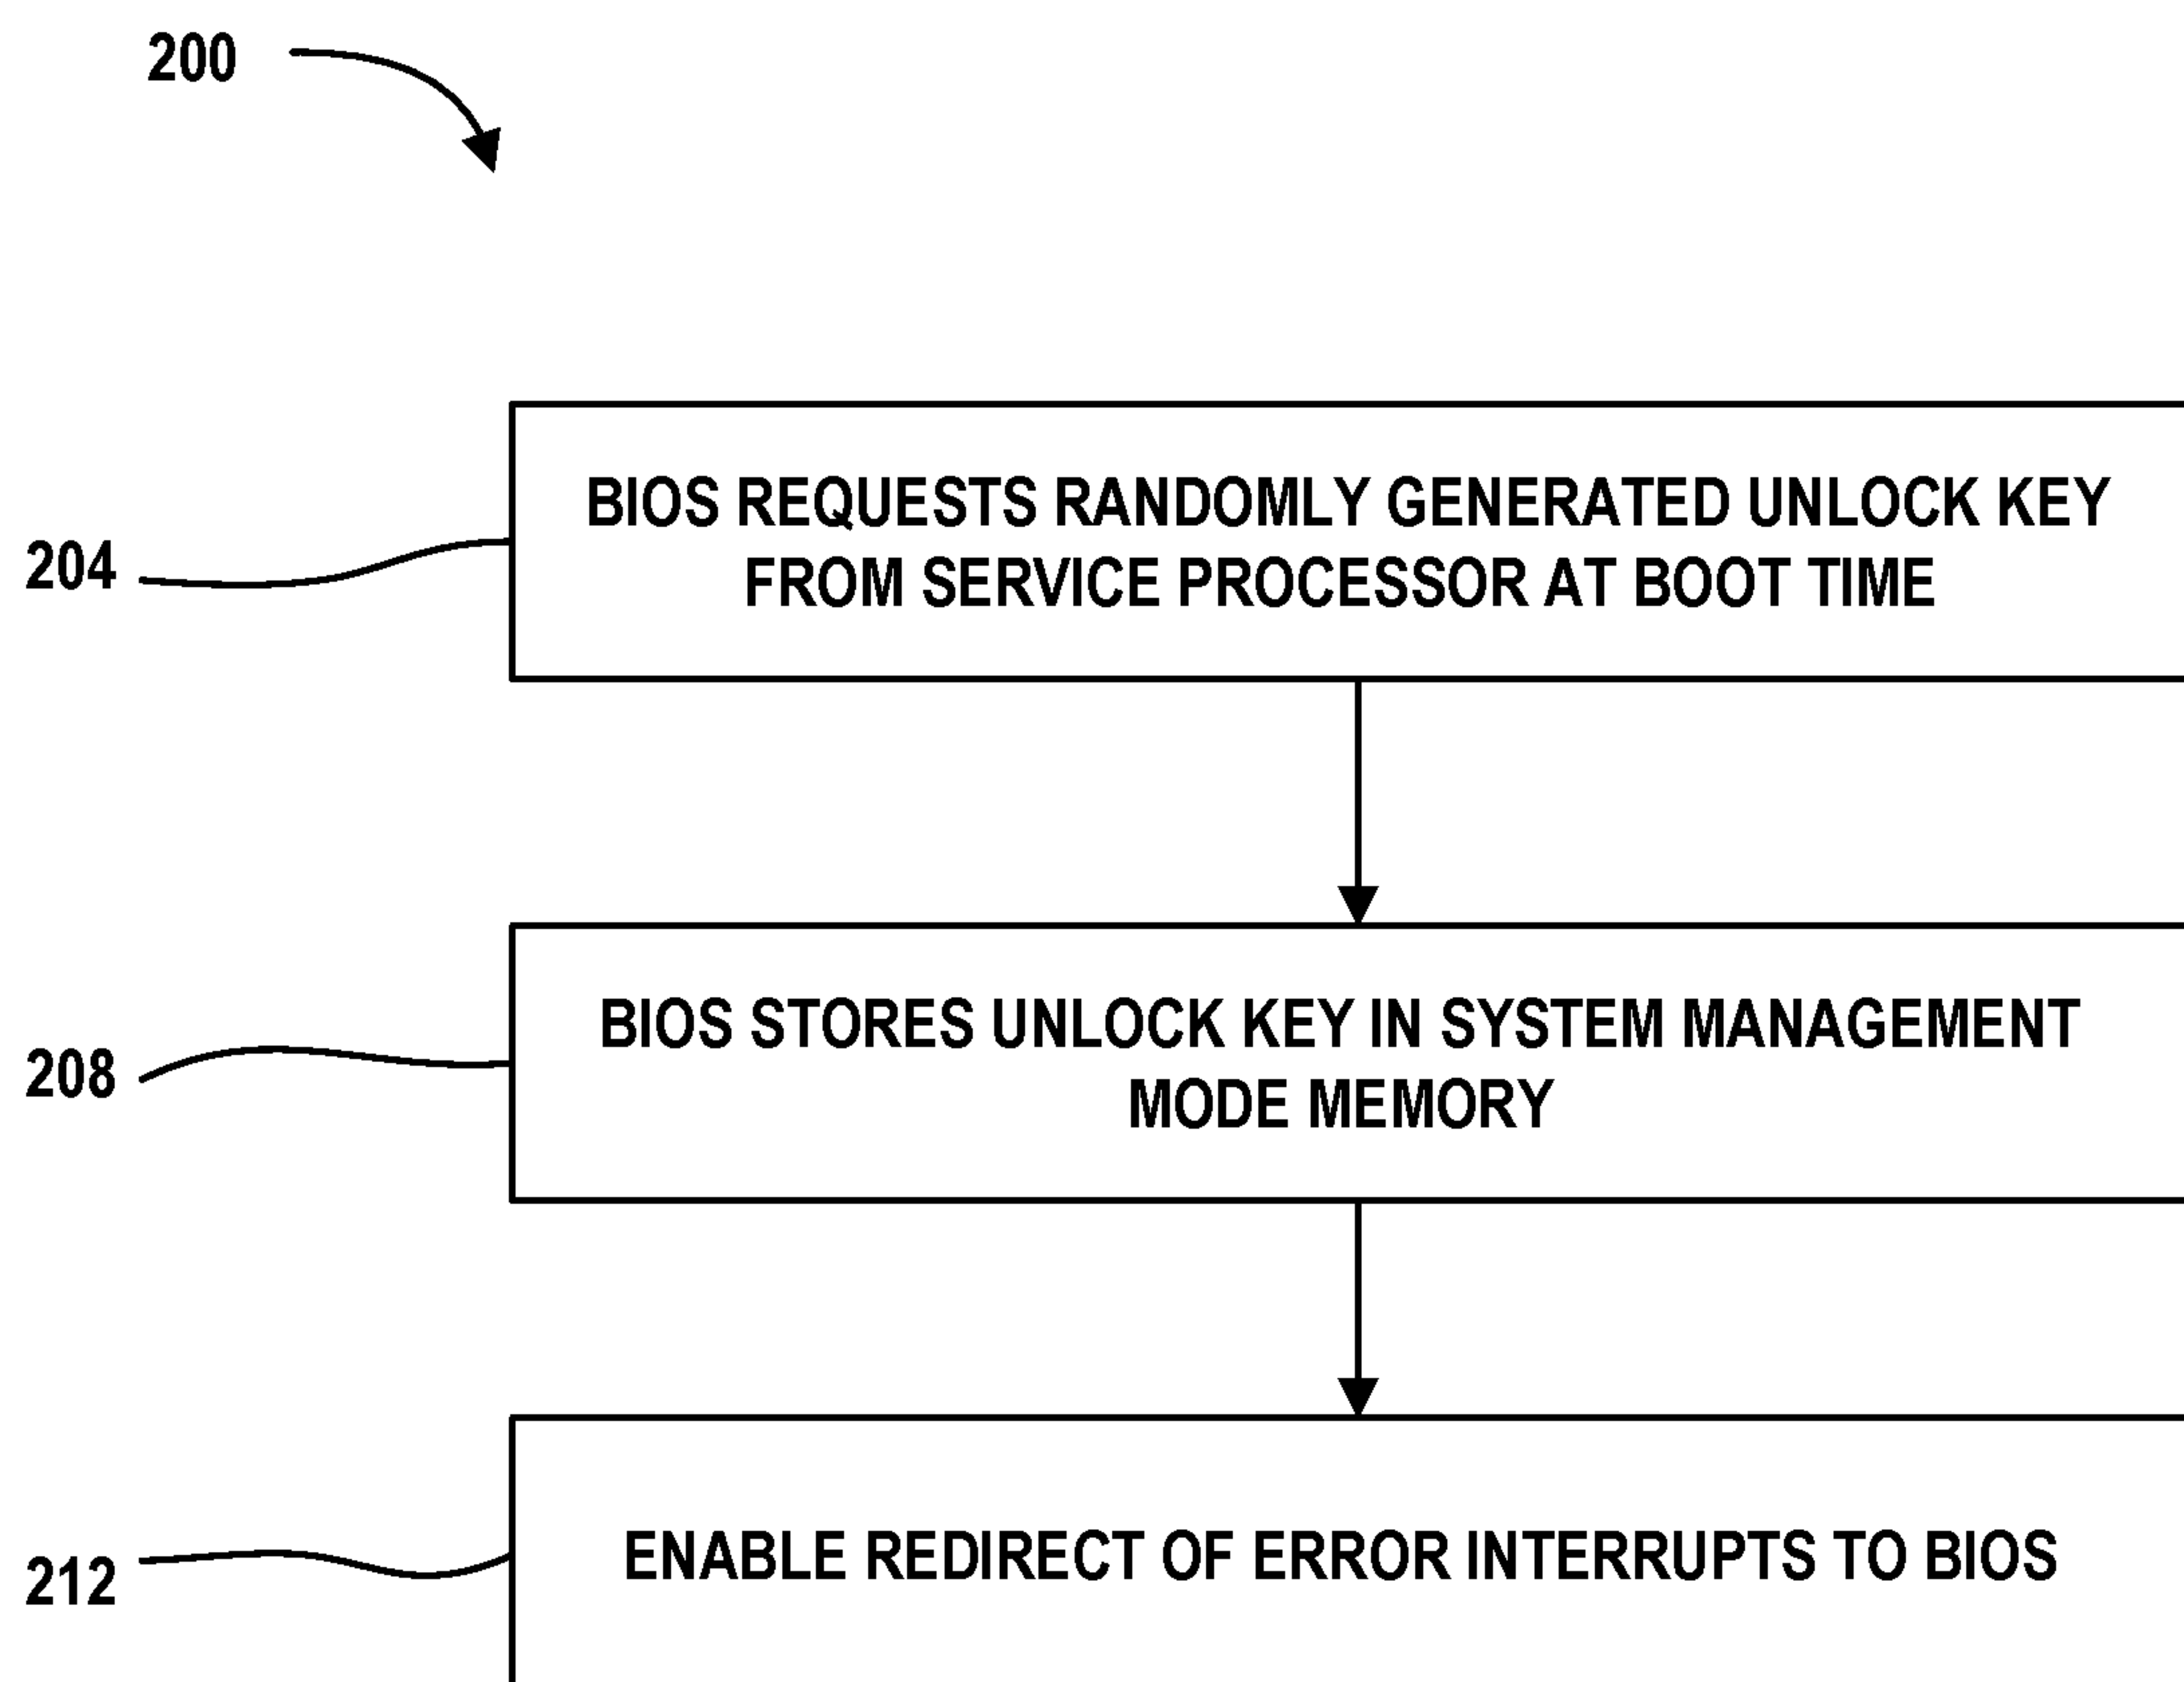 200
204
BIOS REQUESTS RANDOMLY GENERATED UNLOCK KEY
FROM SERVICE PROCESSOR AT BOOT TIME
208
BIOS STORES UNLOCK KEY IN SYSTEM MANAGEMENT
MODE MEMORY
212
ENABLE REDIRECT OF ERROR INTERRUPTS TO BIOS